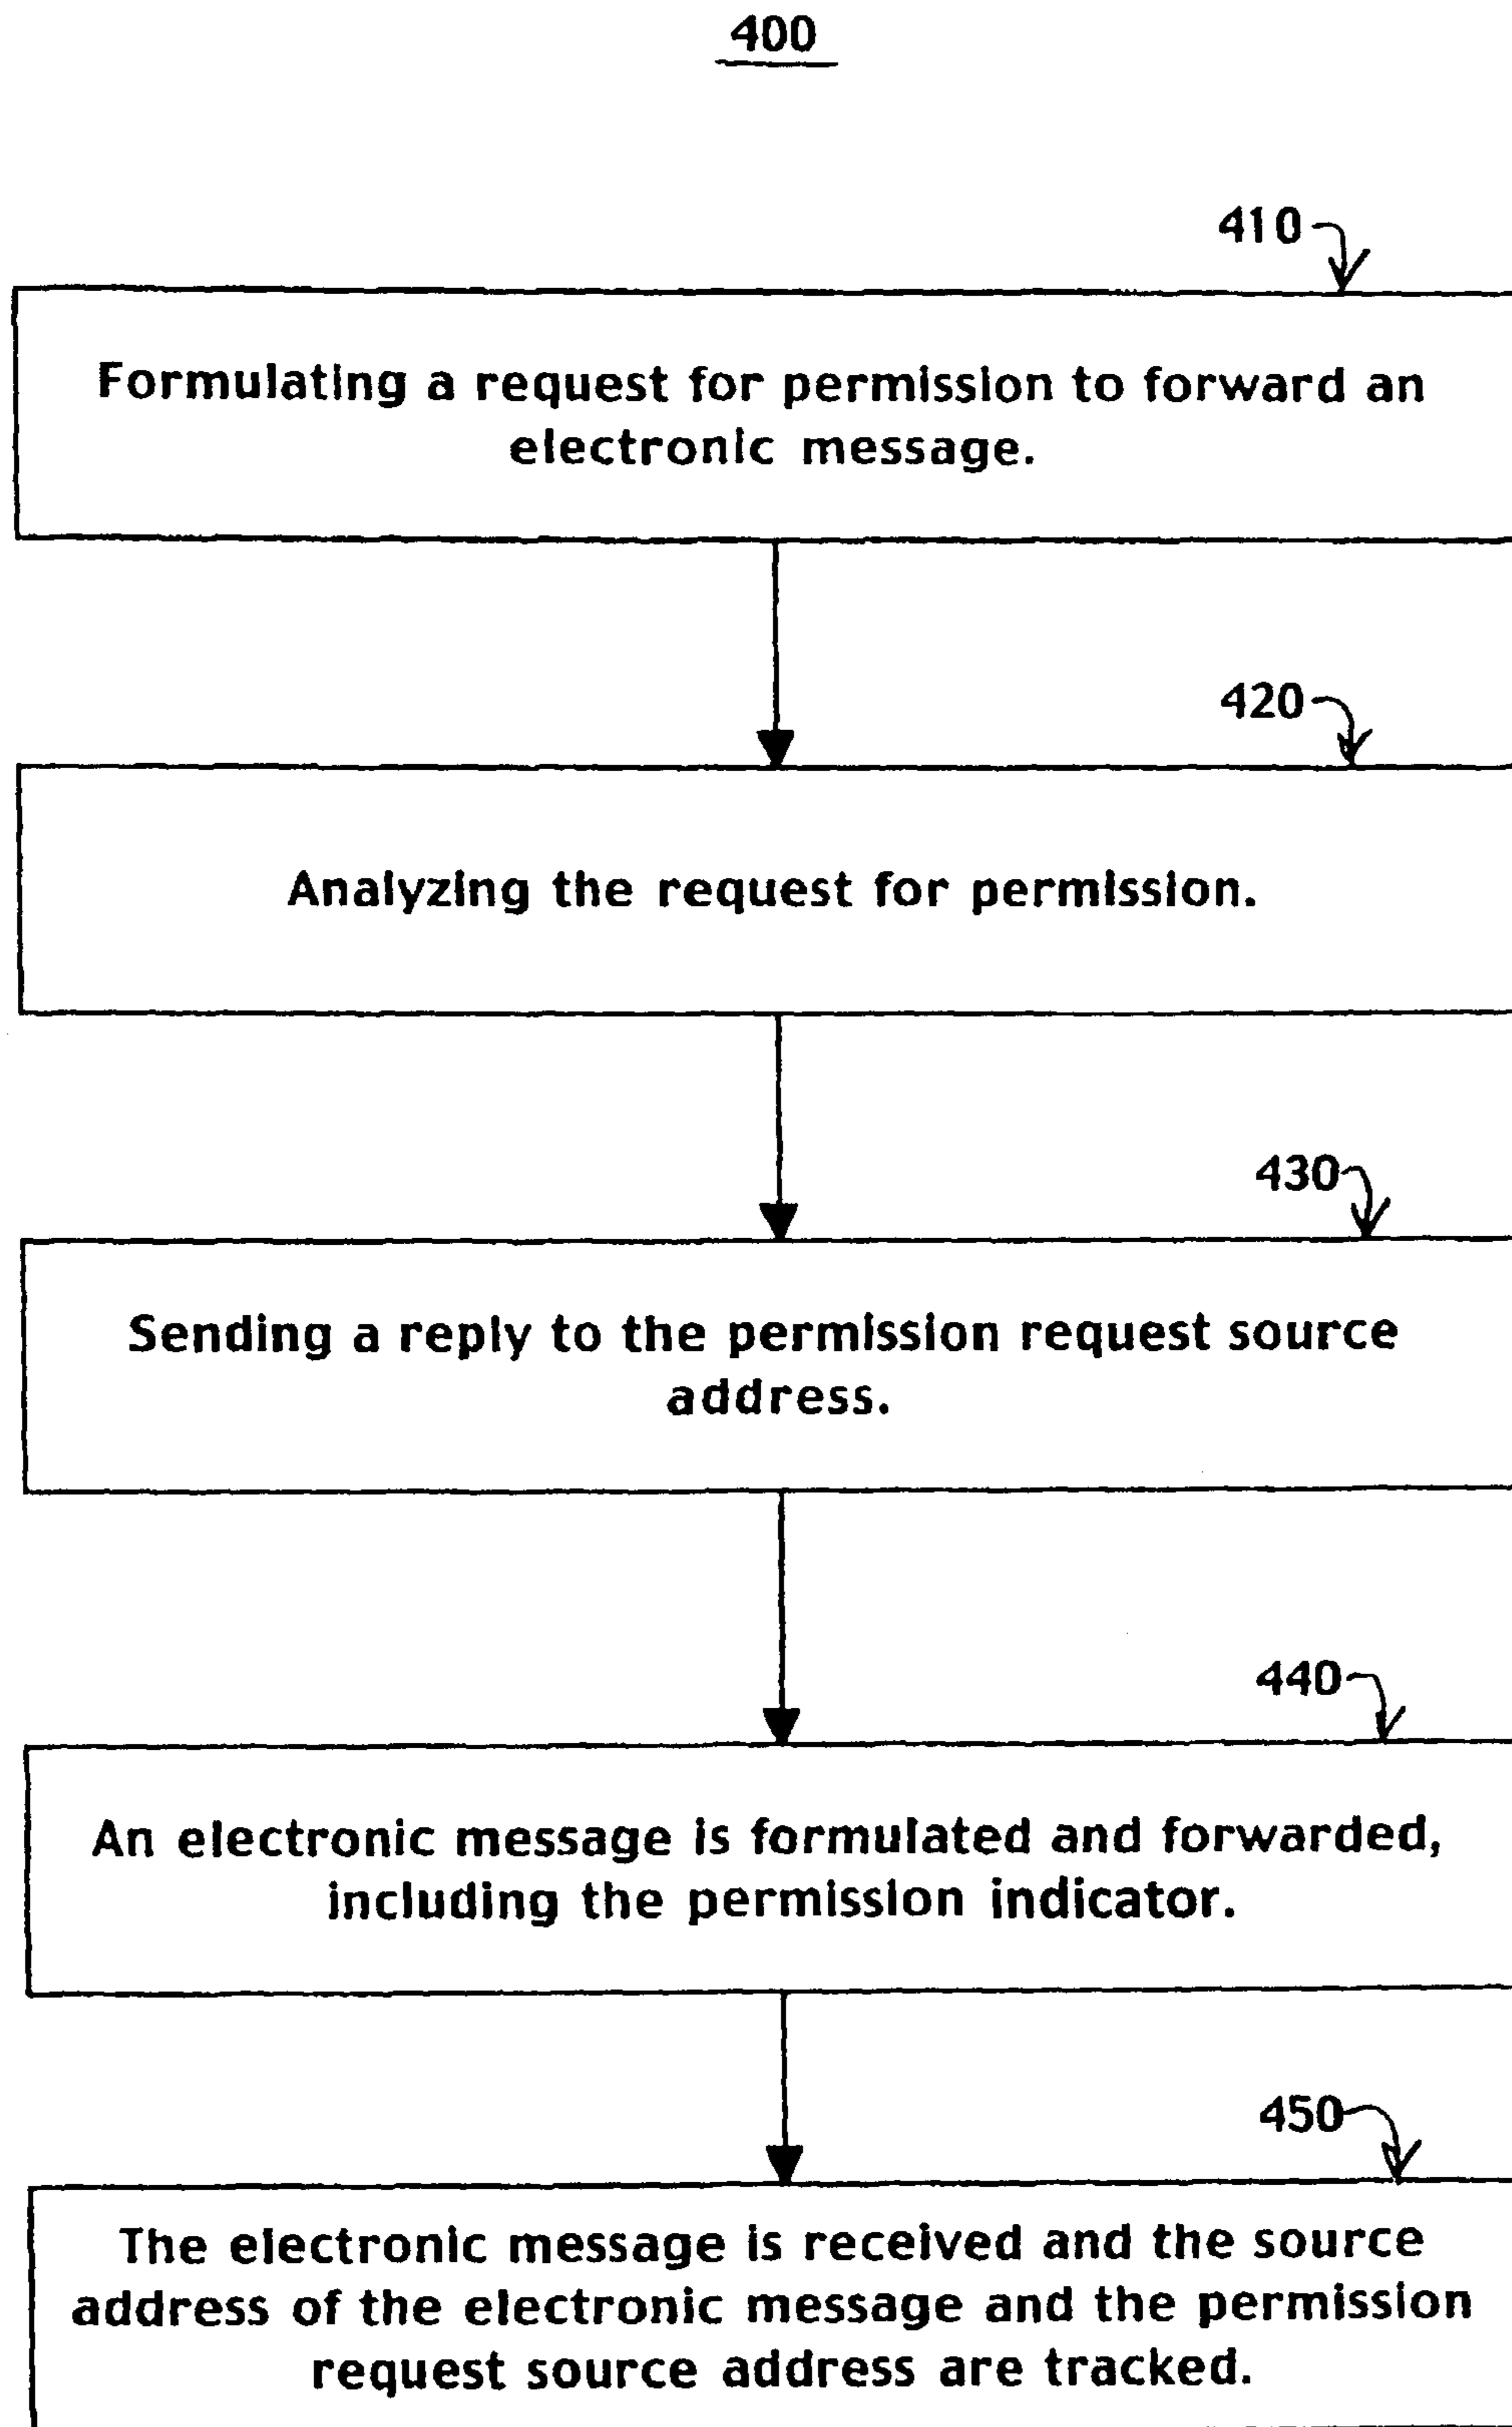 400
410
Formulating a request for permission to forward an
electronic message.
420
Analyzing the request for permission.
430
Sending a reply to the permission request source
address.
440
An electronic message is formulated and forwarded,
including the permission indicator.
450
The electronic message is received and the source
address of the electronic message and the permission
request source address are tracked.